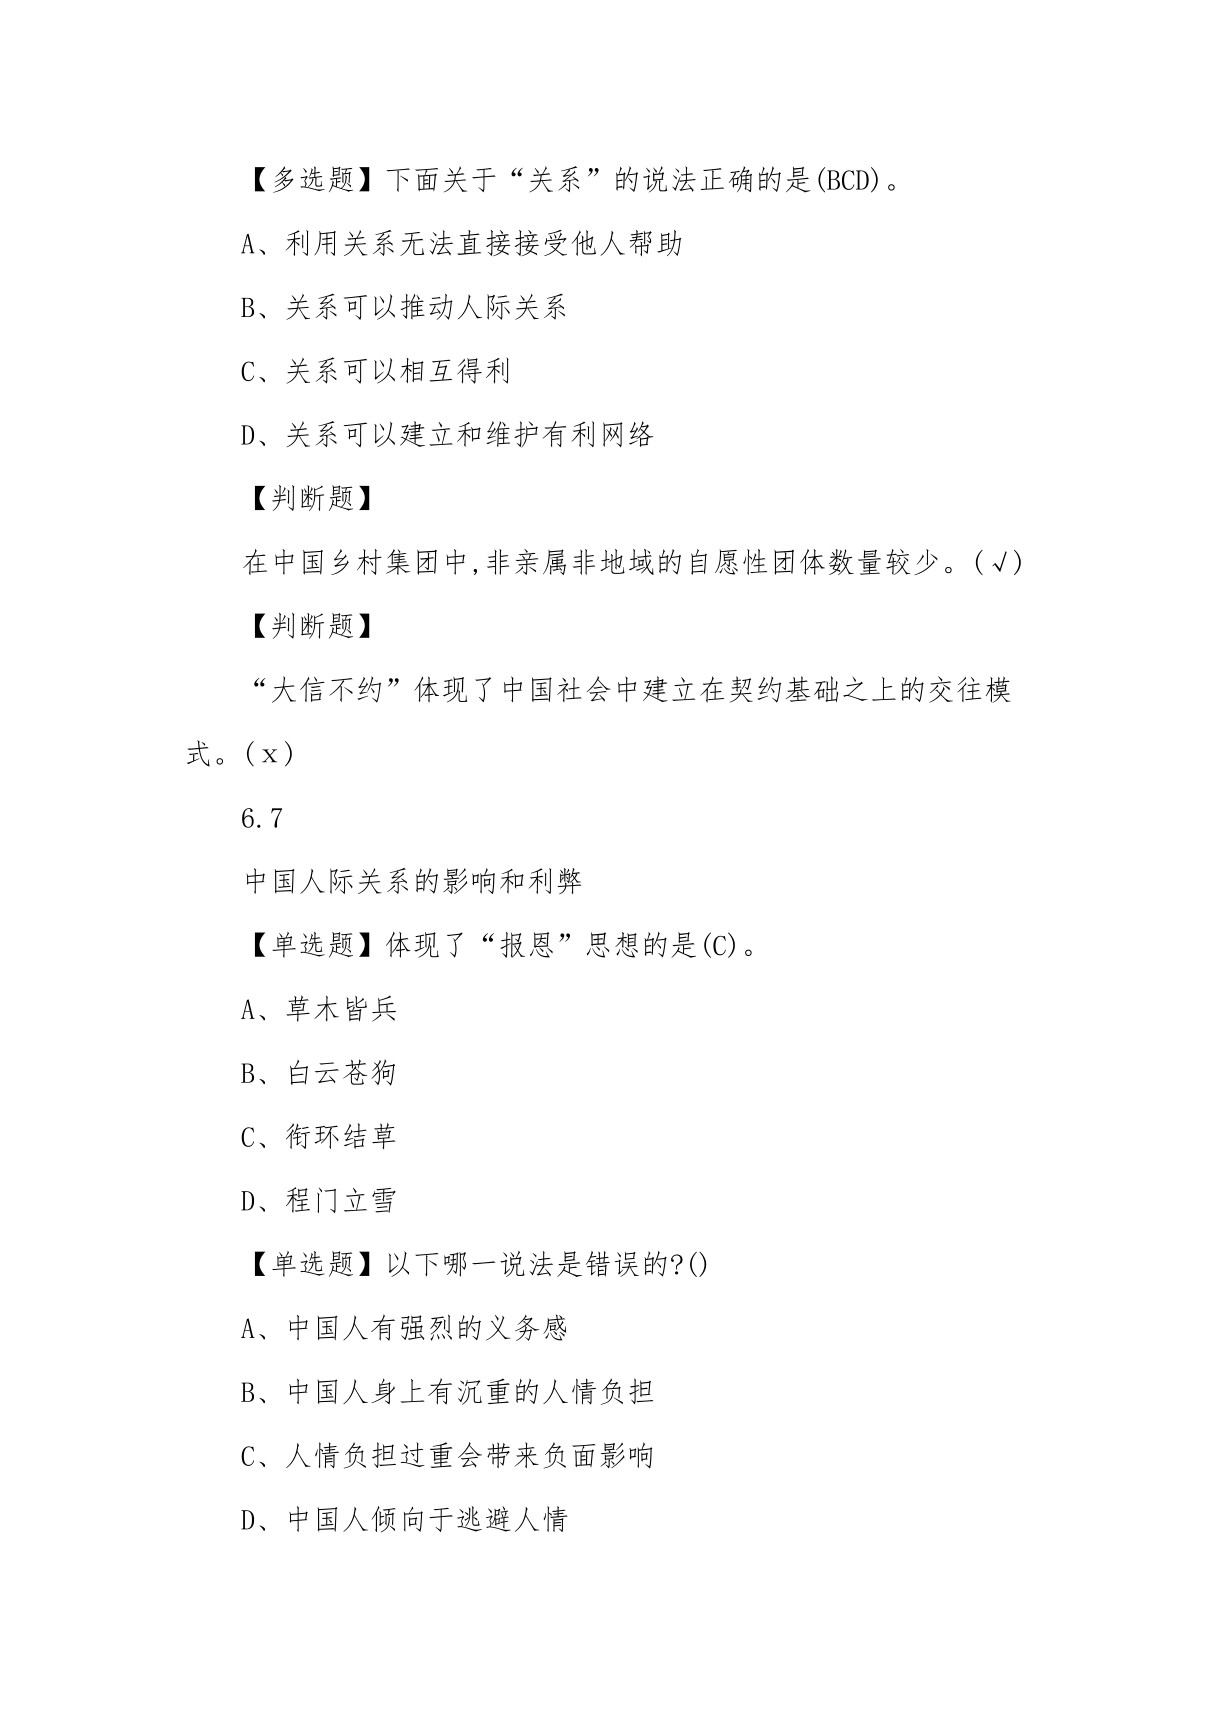 【多选题】下面关于“关系”的说法正确的是(BCD)。
A、利用关系无法直接接受他人帮助
B、关系可以推动人际关系
C、关系可以相互得利
D、关系可以建立和维护有利网络
【判断题】
在中国乡村集团中,非亲属非地域的自愿性团体数量较少。(√)
【判断题】
“大信不约”体现了中国社会中建立在契约基础之上的交往模
式。(x)
6.7
中国人际关系的影响和利弊
【单选题】体现了“报恩”思想的是(C)。
A、草木皆兵
B、白云苍狗
C、衔环结草
D、程门立雪
【单选题】以下哪一说法是错误的?()
A、中国人有强烈的义务感
B、中国人身上有沉重的人情负担
C、人情负担过重会带来负面影响
D、中国人倾向于逃避人情